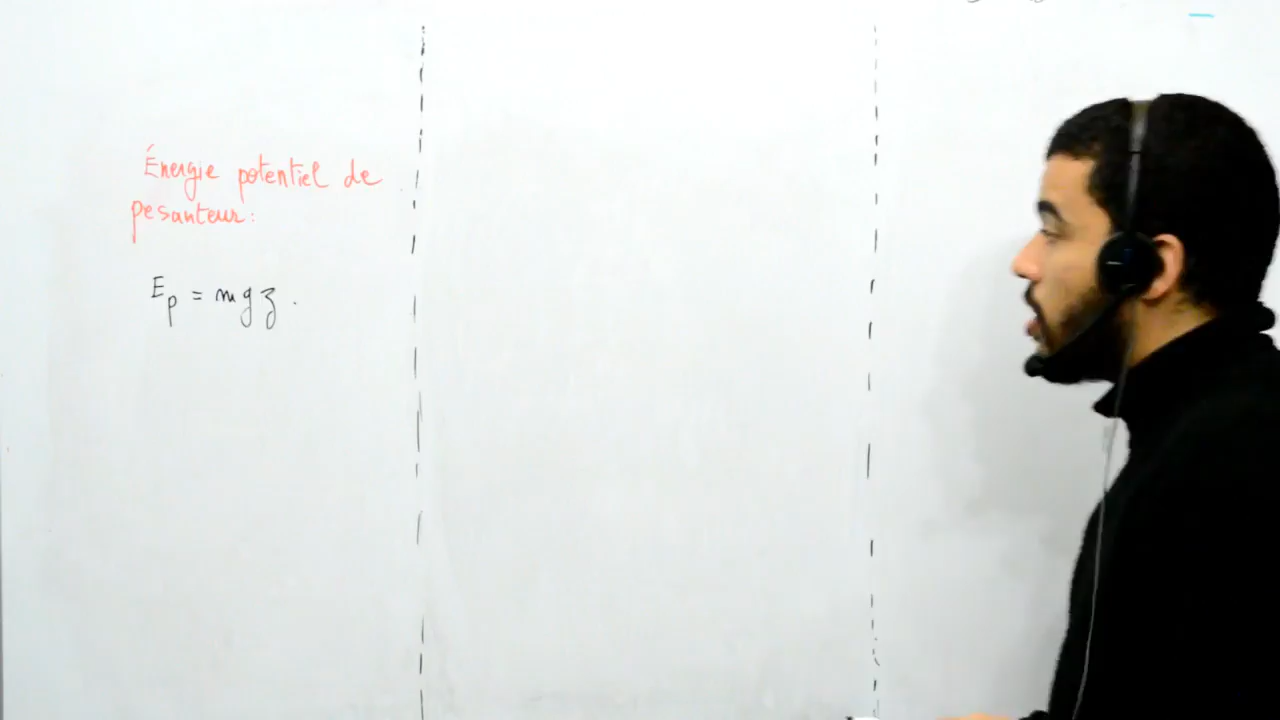 Énergie potentiel de
pesanteur:
Ep = mgz.